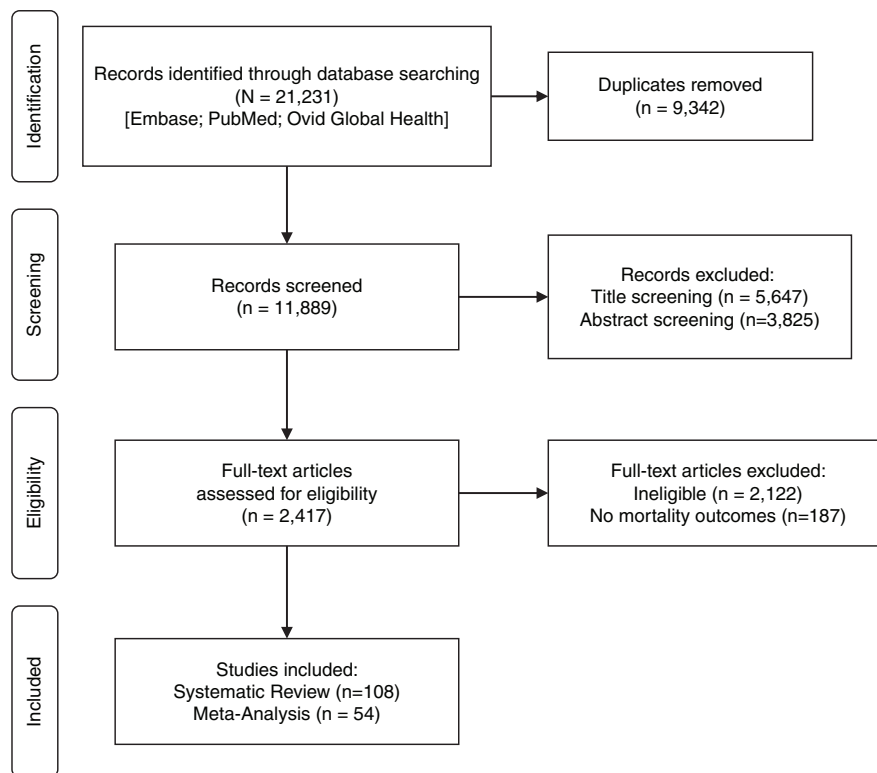 Identification
Records identified through database searching
(N = 21,231)
[Embase; PubMed; Ovid Global Health]
Duplicates removed
(n = 9,342)
Screening
Records screened
(n = 11,889)
Records excluded:
Title screening (n = 5,647)
Abstract screening (n=3,825)
Eligibility
Full-text articles
assessed for eligibility
(n = 2,417)
Full-text articles excluded:
Ineligible (n = 2,122)
No mortality outcomes (n=187)
Included
Studies included:
Systematic Review (n=108)
Meta-Analysis (n = 54)